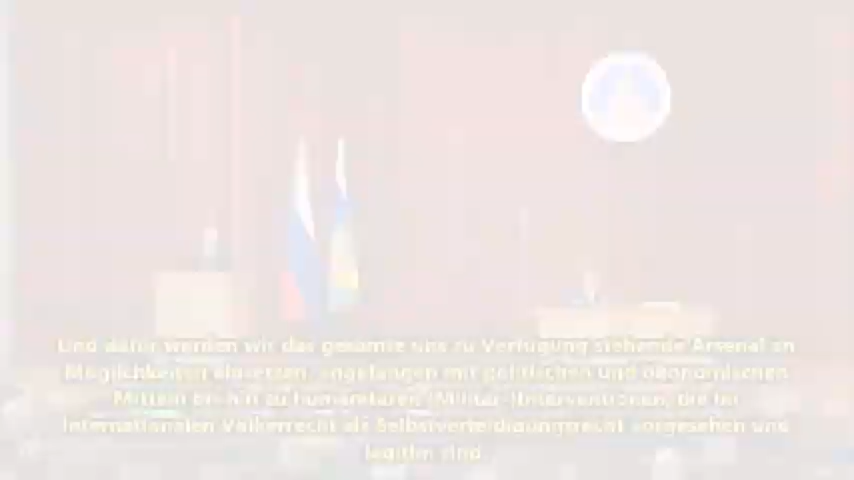 Und dafür werden wir das gesamte uns zu Verfügung stehende Arsenal an
Möglichkeiten einsetzen, angefangen mit politischen und ökonomischen
Mitteln bis hin zu humanitären (Militär-)Interventionen, die im
Internationalen Völkerrecht als Selbstverteidigungsrecht vorgesehen und
legitim sind.